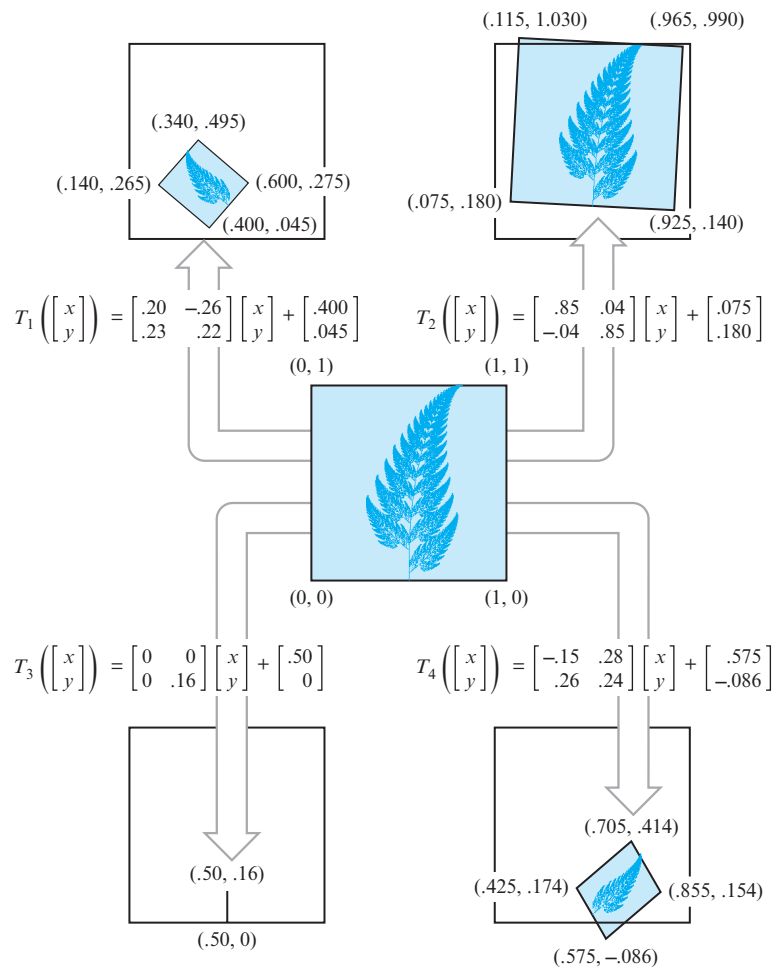 (.115, 1.030) (.965, .990)
(.340, .495)
(.140, .265) (.600, .275)
(.400, .045)
(.075, .180)
(.925, .140)
T₁([x y]) = [.20 −.26 .23 .22][x y] + [.400 .045]
T₂([x y]) = [.85 .04 −.04 .85][x y] + [.075 .180]
(0, 1) (1, 1)
(0, 0) (1, 0)
T₃([x y]) = [0 0 0 .16][x y] + [.50 0]
T₄([x y]) = [−.15 .28 .26 .24][x y] + [.575 −.086]
(.50, .16)
(.50, 0)
(.705, .414)
(.425, .174) (.855, .154)
(.575, −.086)